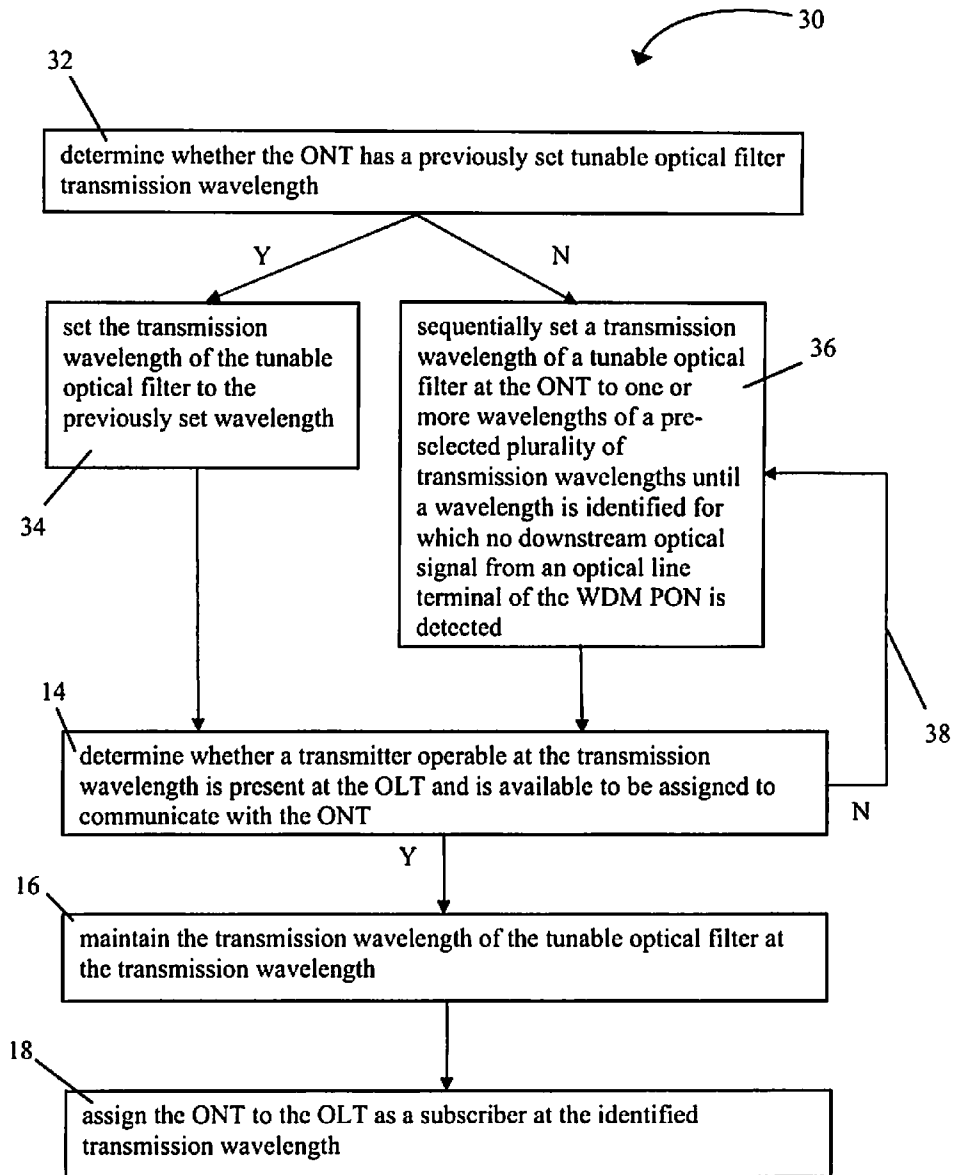 30
32
determine whether the ONT has a previously set tunable optical filter
transmission wavelength
Y
N
set the transmission
wavelength of the tunable
optical filter to the
previously set wavelength
34
sequentially set a transmission
wavelength of a tunable optical
filter at the ONT to one or
more wavelengths of a pre-
selected plurality of
transmission wavelengths until
a wavelength is identified for
which no downstream optical
signal from an optical line
terminal of the WDM PON is
detected
36
38
14
determine whether a transmitter operable at the transmission
wavelength is present at the OLT and is available to be assigned to
communicate with the ONT
N
Y
16
maintain the transmission wavelength of the tunable optical filter at
the transmission wavelength
18
assign the ONT to the OLT as a subscriber at the identified
transmission wavelength